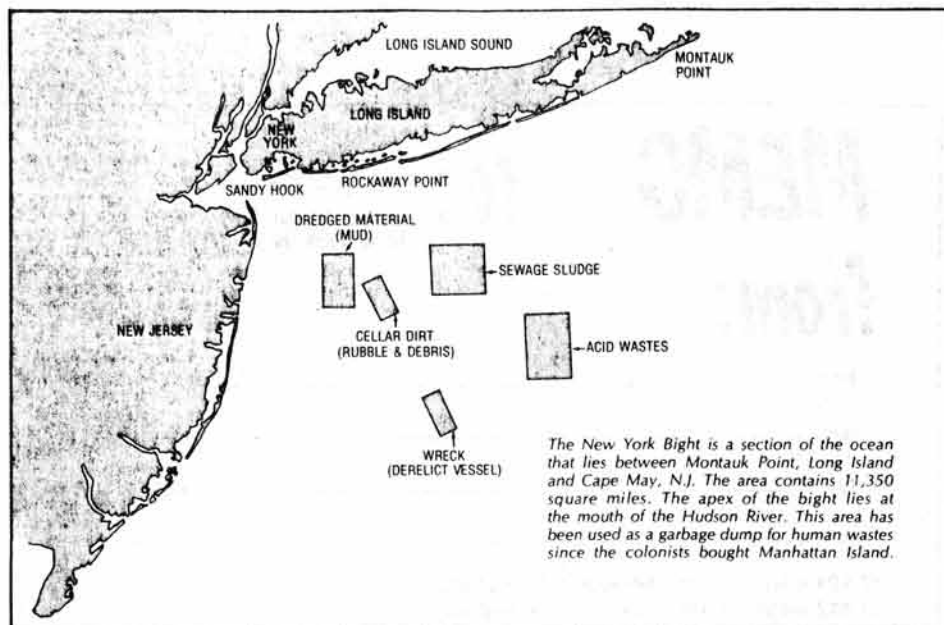 LONG ISLAND SOUND
MONTAUK
POINT
LONG ISLAND
NEW
YORK
ROCKAWAY POINT
SANDY HOOK
DREDGED MATERIAL
(MUD)
SEWAGE SLUDGE
NEW JERSEY
CELLAR DIRT
(RUBBLE & DEBRIS)
ACID WASTES
WRECK
(DERELICT VESSEL)
The New York Bight is a section of the ocean
that lies between Montauk Point, Long Island
and Cape May, N.J. The area contains 11,350
square miles. The apex of the bight lies at
the mouth of the Hudson River. This area has
been used as a garbage dump for human wastes
since the colonists bought Manhattan Island.